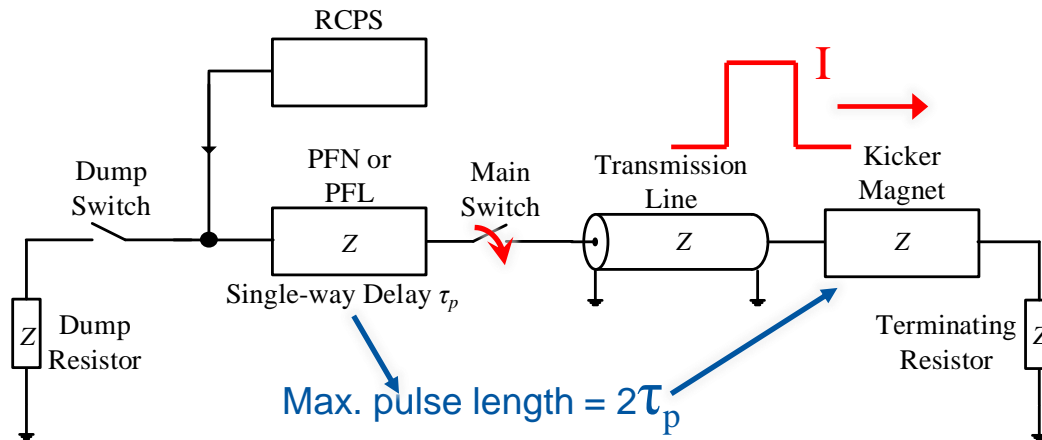 RCPS
I
PFN or
PFL
Main
Switch
Transmission
Line
Kicker
Magnet
Dump
Switch
Z
Z
Z
Single-way Delay τp
Z
Dump
Resistor
Terminating
Resistor
Z
Max. pulse length = 2τp